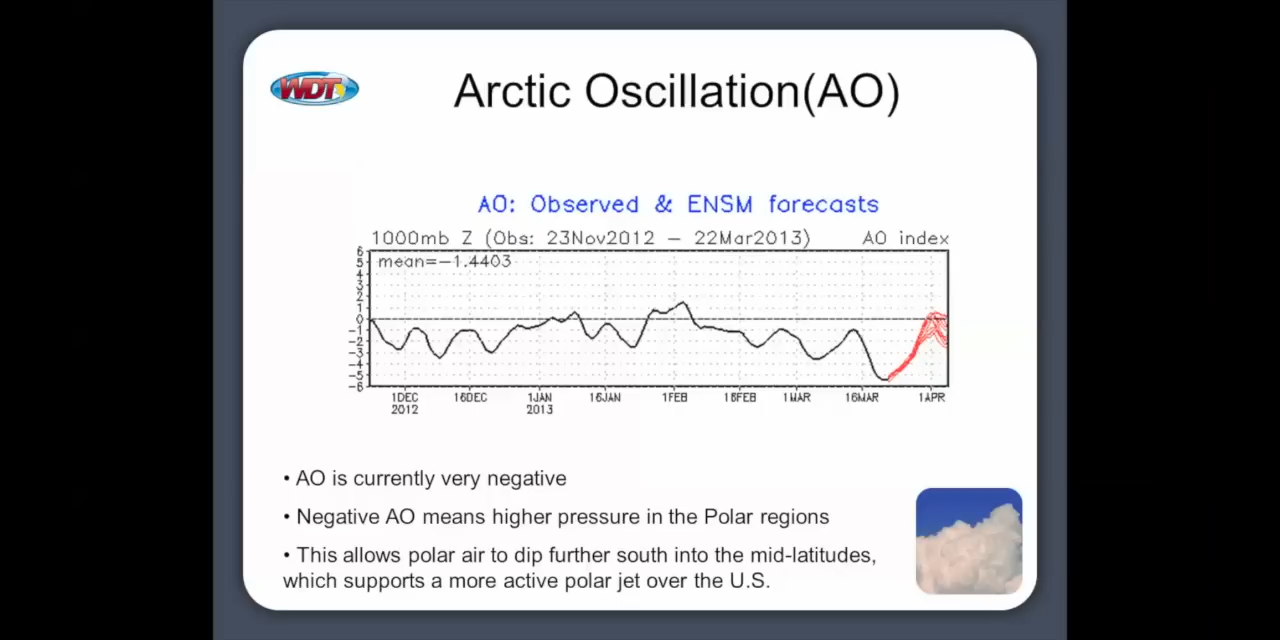 WDT
Arctic Oscillation(AO)
AO: Observed & ENSM forecasts
1000mb Z (Obs: 23Nov2012 – 22Mar2013) AO index
mean=-1.4403
6
5
4
3
2
1
0
-1
-2
-3
-4
-5
-6
1DEC 16DEC 1JAN 16JAN 1FEB 16FEB 1MAR 16MAR 1APR
2012 2013
• AO is currently very negative
• Negative AO means higher pressure in the Polar regions
• This allows polar air to dip further south into the mid-latitudes,
which supports a more active polar jet over the U.S.